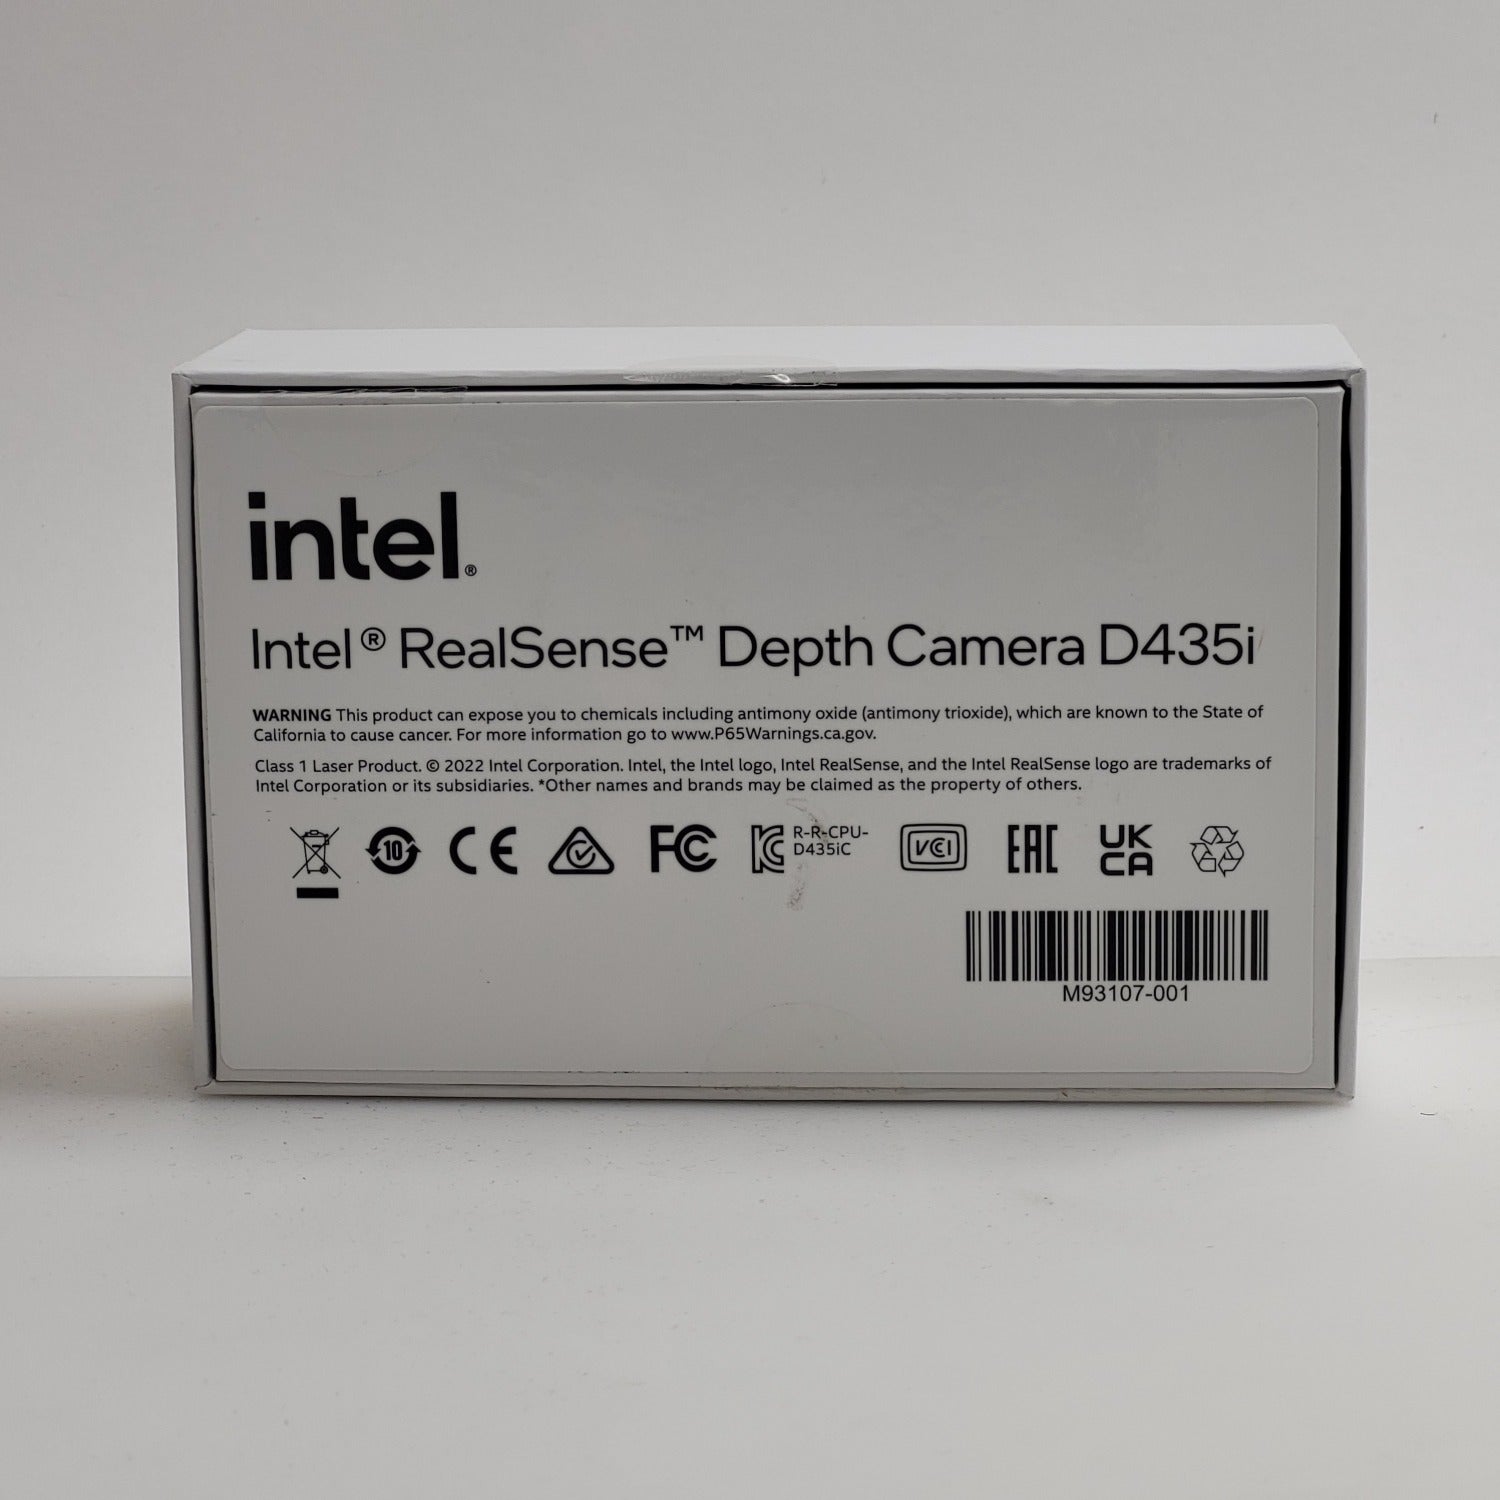 intel®
Intel® RealSense™ Depth Camera D435i
WARNING This product can expose you to chemicals including antimony oxide (antimony trioxide), which are known to the State of
California to cause cancer. For more information go to www.P65Warnings.ca.gov.
Class 1 Laser Product. © 2022 Intel Corporation. Intel, the Intel logo, Intel RealSense, and the Intel RealSense logo are trademarks of
Intel Corporation or its subsidiaries. *Other names and brands may be claimed as the property of others.
10 CE FC KC R-R-CPU-
D435iC
VCCI EAC UK
CA
M93107-001